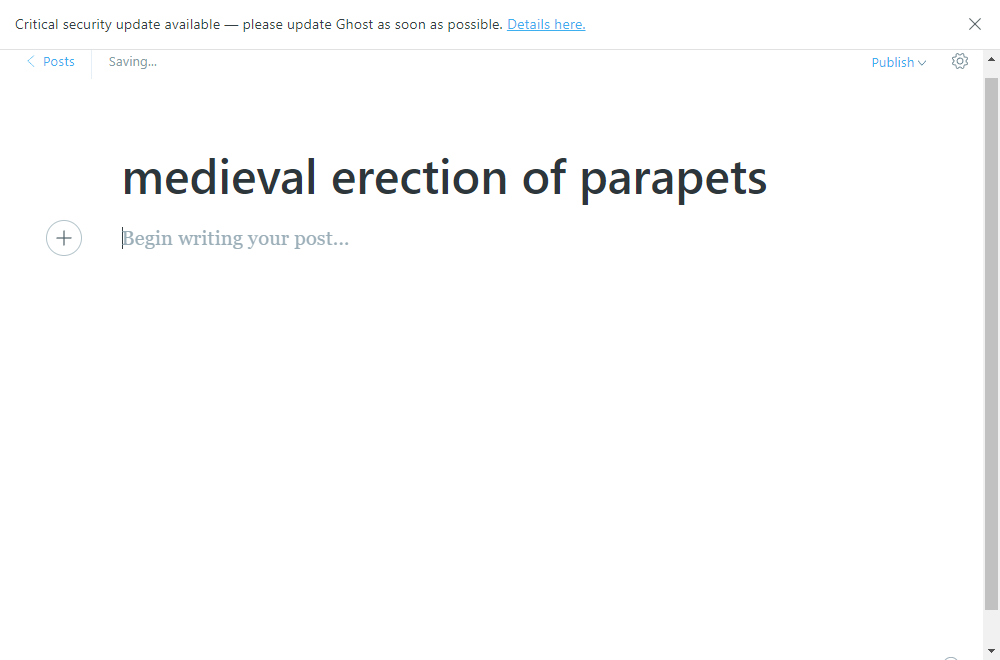 Critical security update available — please update Ghost as soon as possible. Details here.
Posts
Saving...
Publish
medieval erection of parapets
Begin writing your post...